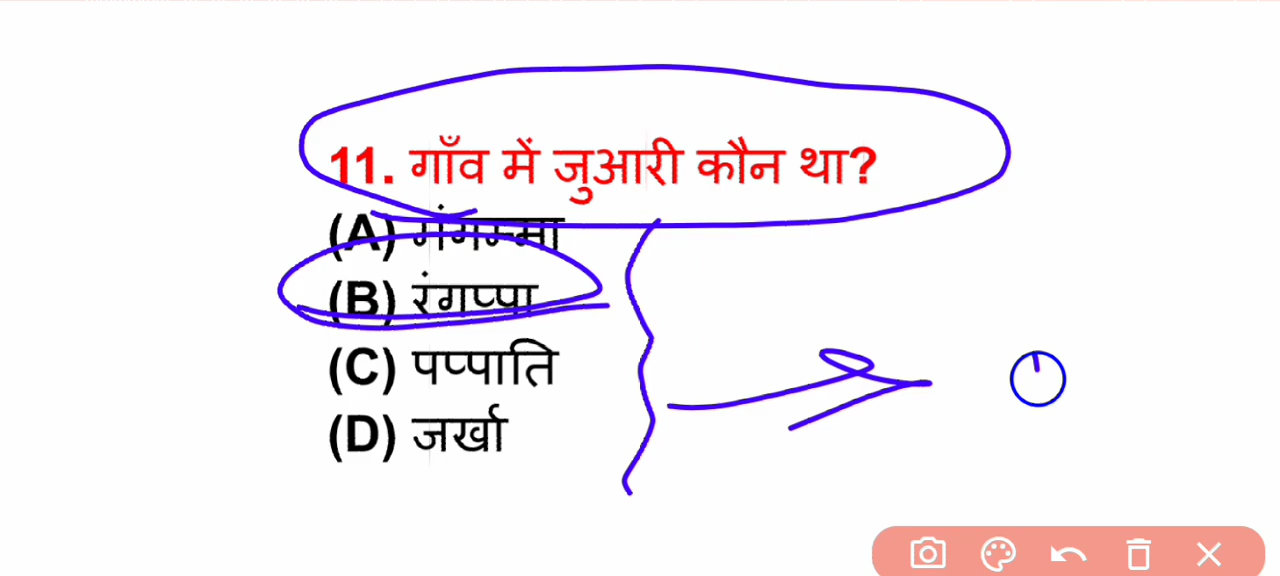 11. गाँव में जुआरी कौन था?
(A) गंगम्मा
(B) रंगप्पा
(C) पप्पाति
(D) जर्खा